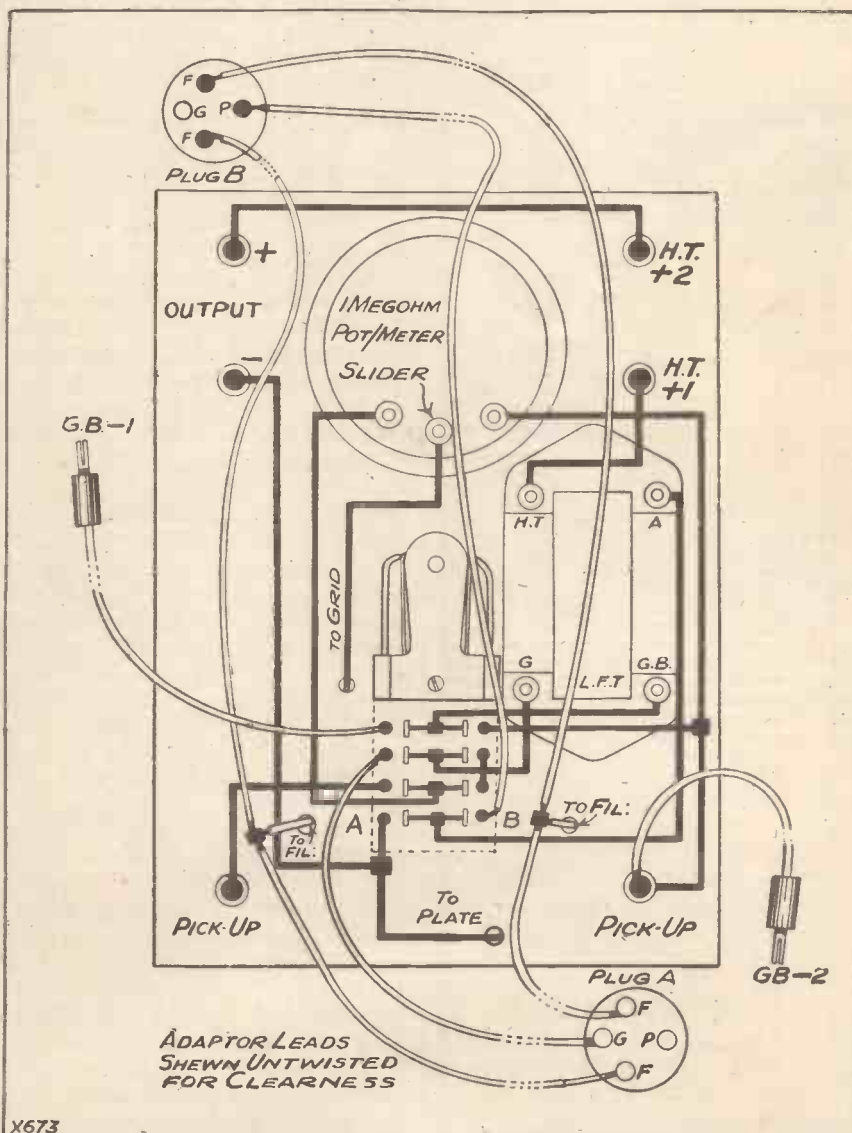 F
G P
F
PLUG B
+
H.T.
+2
OUTPUT
1 MEGOHM
POT/METER
SLIDER
-
H.T.
+1
G.B.-1
H.T
A
TO GRID
G
L.F.T
G.B.
A
B
TO
FIL:
TO FIL:
PICK-UP
TO
PLATE
PICK-UP
GB-2
PLUG A
F
G P
F
ADAPTOR LEADS
SHEWN UNTWISTED
FOR CLEARNESS
X673